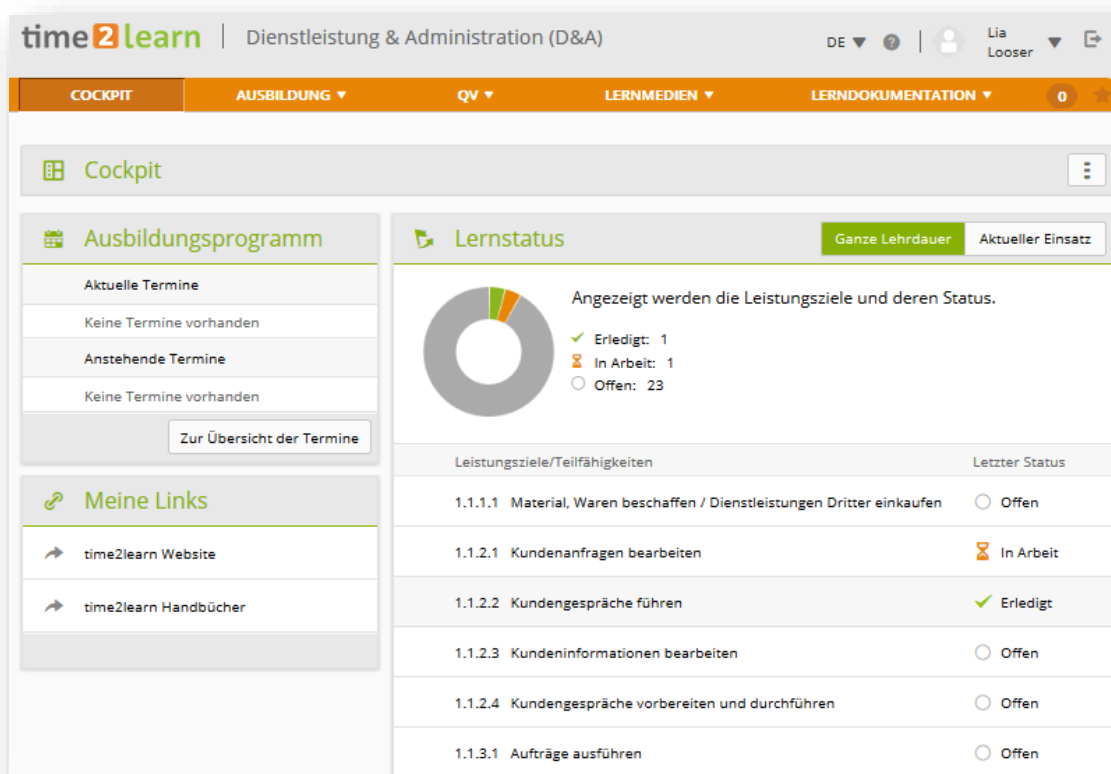 time2learn | Dienstleistung & Administration (D&A)
DE
Lia Looser
COCKPIT AUSBILDUNG QV LERNMEDIEN LERNDOKUMENTATION 0
Cockpit
Ausbildungsprogramm
Aktuelle Termine
Keine Termine vorhanden
Anstehende Termine
Keine Termine vorhanden
Zur Übersicht der Termine
Meine Links
time2learn Website
time2learn Handbücher
Lernstatus
Ganze Lehrdauer Aktueller Einsatz
Angezeigt werden die Leistungsziele und deren Status.
Erledigt: 1
In Arbeit: 1
Offen: 23
Leistungsziele/Teilfähigkeiten Letzter Status
1.1.1.1 Material, Waren beschaffen / Dienstleistungen Dritter einkaufen Offen
1.1.2.1 Kundenanfragen bearbeiten In Arbeit
1.1.2.2 Kundengespräche führen Erledigt
1.1.2.3 Kundeninformationen bearbeiten Offen
1.1.2.4 Kundengespräche vorbereiten und durchführen Offen
1.1.3.1 Aufträge ausführen Offen